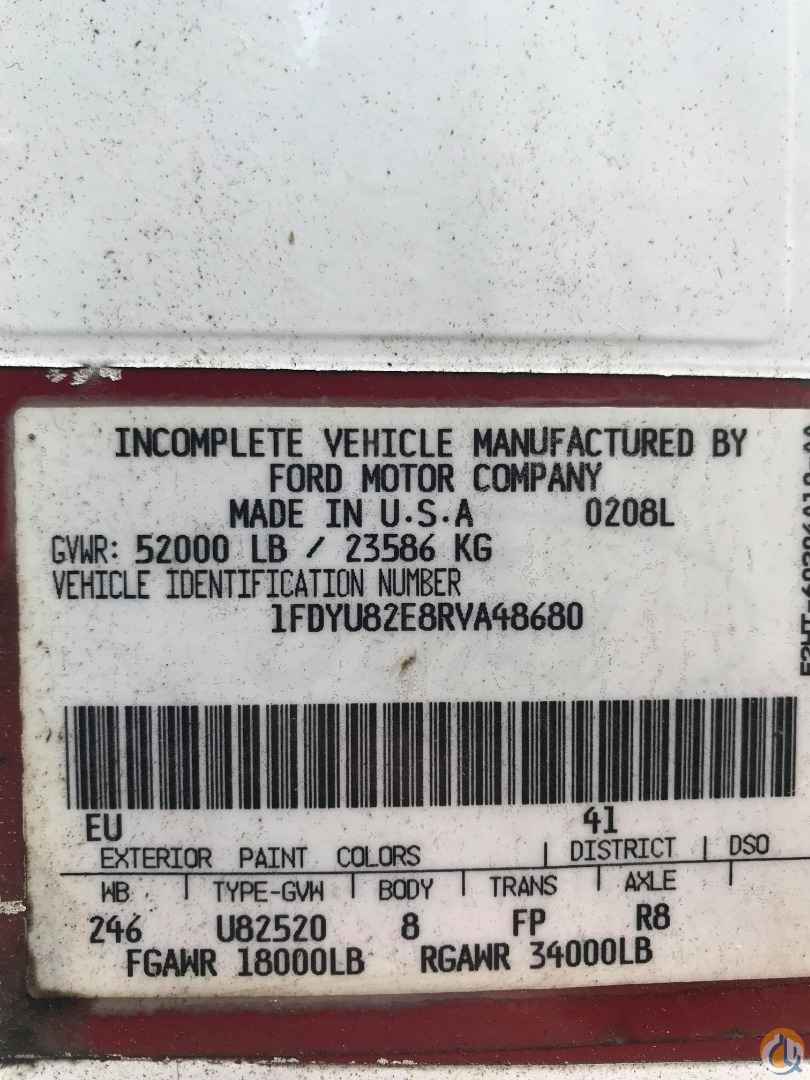 INCOMPLETE VEHICLE MANUFACTURED BY
FORD MOTOR COMPANY
MADE IN U.S.A 0208L
GVWR: 52000 LB / 23586 KG
VEHICLE IDENTIFICATION NUMBER
1FDYU82E8RVA48680
EU 41
EXTERIOR PAINT COLORS | DISTRICT | DSO
WB | TYPE-GVW | BODY | TRANS | AXLE |
246 U82520 8 FP R8
FGAWR 18000LB RGAWR 34000LB